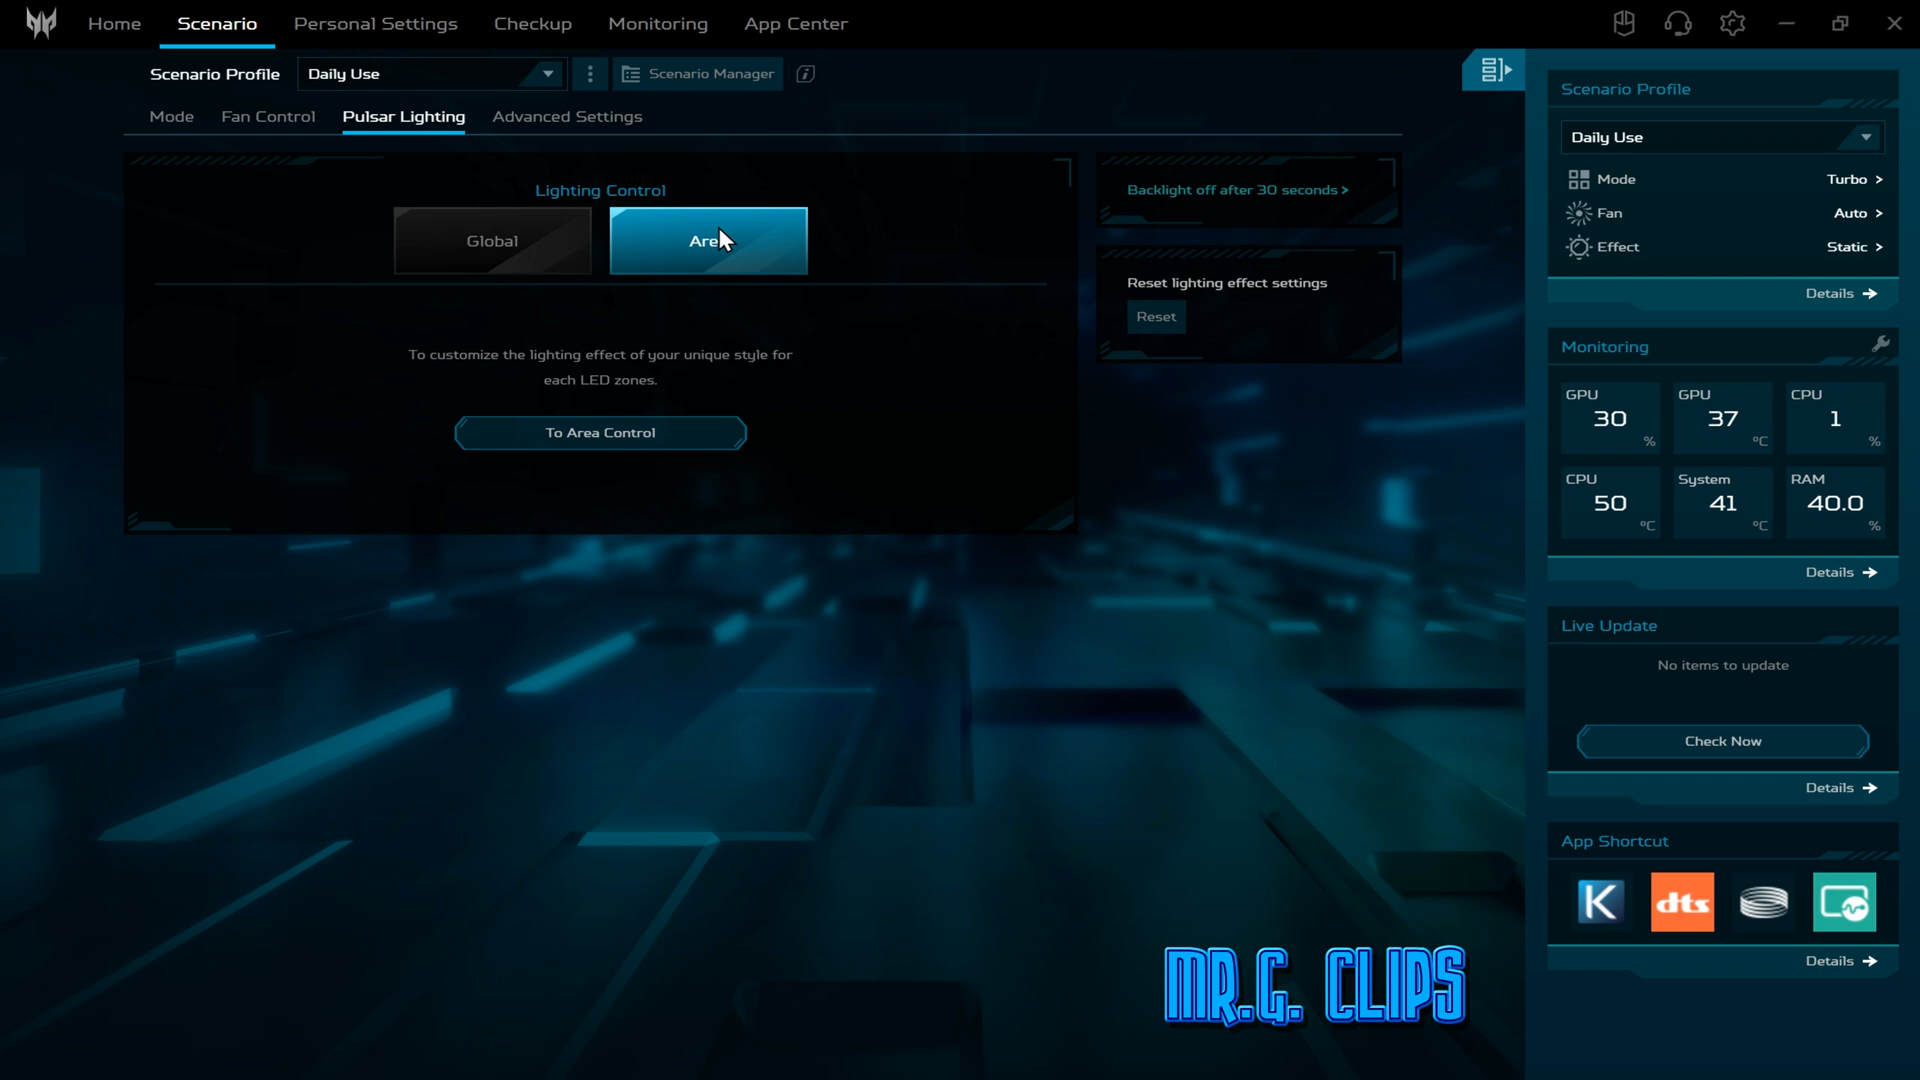 Home
Scenario
Personal Settings
Checkup
Monitoring
App Center
Scenario Profile
Daily Use
Scenario Manager
Mode
Fan Control
Pulsar Lighting
Advanced Settings
Lighting Control
Global
Are
To customize the lighting effect of your unique style for
each LED zones.
To Area Control
Backlight off after 30 seconds >
Reset lighting effect settings
Reset
Scenario Profile
Daily Use
Mode
Turbo >
Fan
Auto >
Effect
Static >
Details →
Monitoring
GPU
30
%
GPU
37
°C
CPU
1
%
CPU
50
°C
System
41
°C
RAM
40.0
%
Details →
Live Update
No items to update
Check Now
Details →
App Shortcut
K
dts
Details →
MR.G. CLIPS